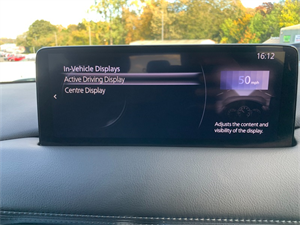 16:12
In-Vehicle Displays
Active Driving Display
Centre Display
50 mph
Adjusts the content and
visibility of the display.